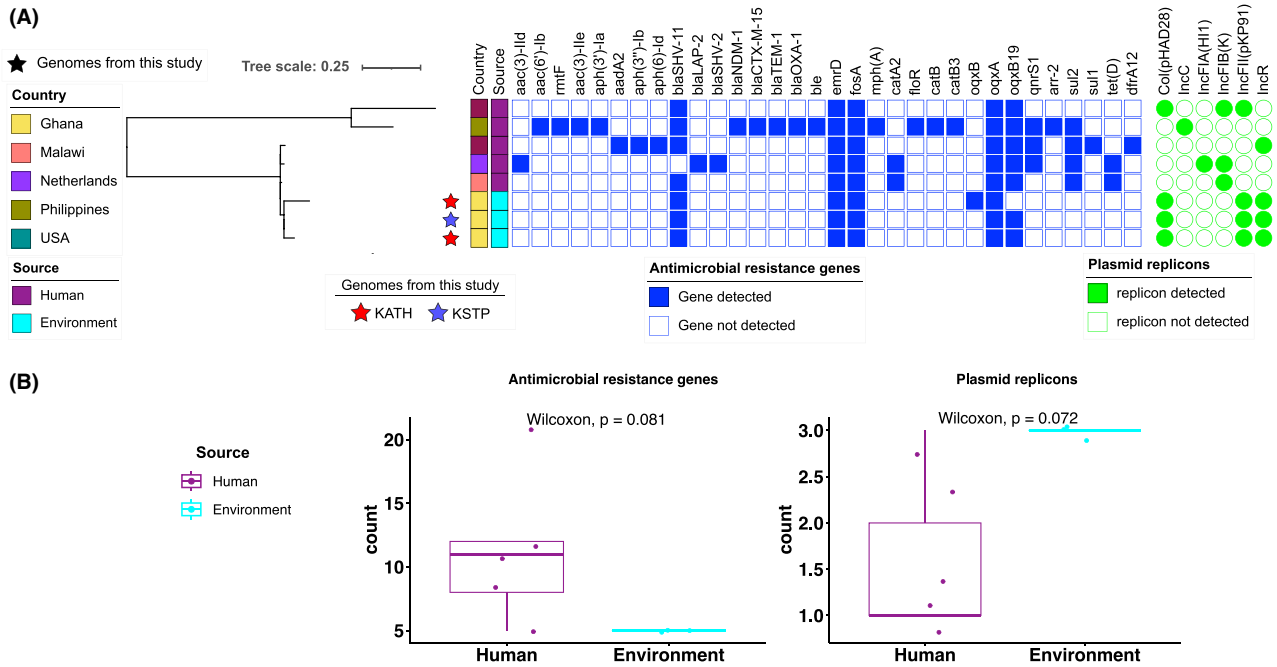 (A)
Genomes from this study
Tree scale: 0.25
Country
Ghana
Malawi
Netherlands
Philippines
USA
Source
Human
Environment
Country
Source
aac(3)-IId
aac(6')-Ib
rmtF
aac(3)-IIe
aph(3')-Ia
aadA2
aph(3'')-Ib
aph(6)-Id
blaSHV-11
blaLAP-2
blaSHV-2
blaNDM-1
blaCTX-M-15
blaTEM-1
blaOXA-1
ble
emrD
fosA
mph(A)
catA2
floR
catB
catB3
oqxB
oqxA
oqxB19
qnrS1
arr-2
sul2
sul1
tet(D)
dfrA12
Col(pHAD28)
IncC
IncFIA(HI1)
IncFIB(K)
IncFII(pKP91)
IncR
Genomes from this study
KATH
KSTP
Antimicrobial resistance genes
Gene detected
Gene not detected
Plasmid replicons
replicon detected
replicon not detected
(B)
Source
Human
Environment
Antimicrobial resistance genes
Wilcoxon, p = 0.081
count
20
15
10
5
Human
Environment
Plasmid replicons
Wilcoxon, p = 0.072
count
3.0
2.5
2.0
1.5
1.0
Human
Environment